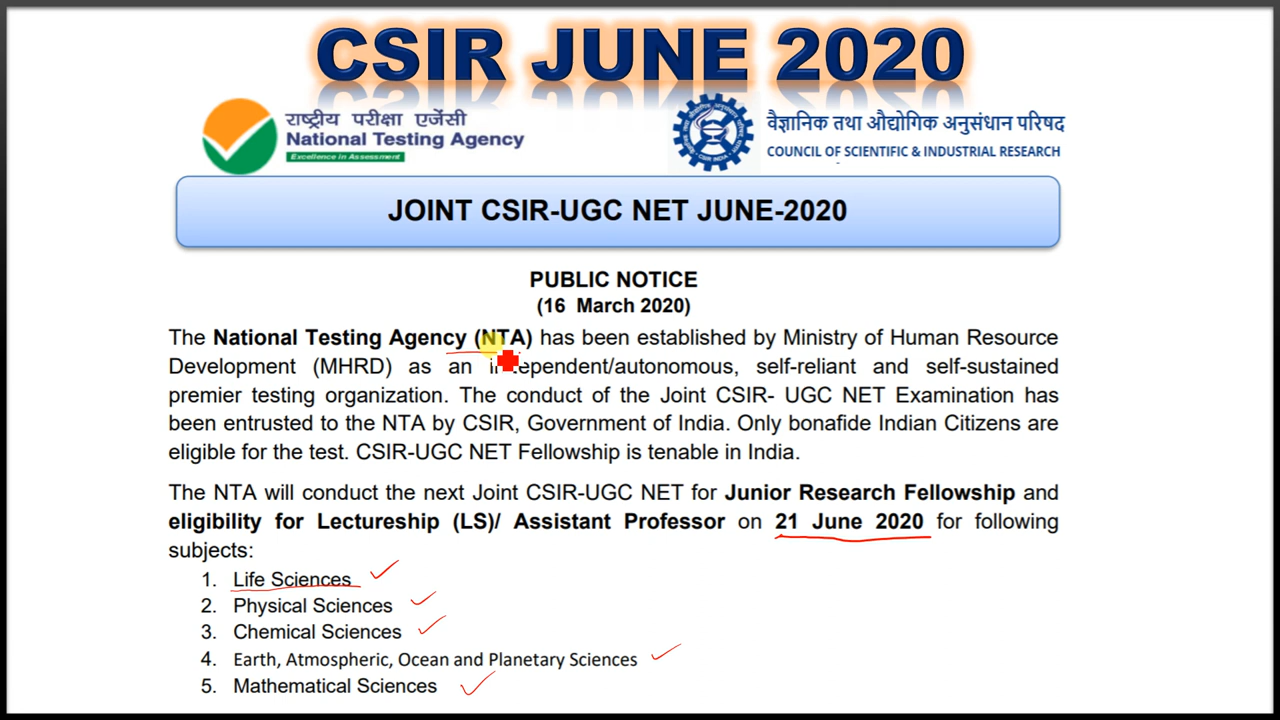 CSIR JUNE 2020
राष्ट्रीय परीक्षा एजेंसी
National Testing Agency
Excellence in Assessment
वैज्ञानिक तथा औद्योगिक अनुसंधान परिषद
COUNCIL OF SCIENTIFIC & INDUSTRIAL RESEARCH
JOINT CSIR-UGC NET JUNE-2020
PUBLIC NOTICE
(16 March 2020)
The National Testing Agency (NTA) has been established by Ministry of Human Resource
Development (MHRD) as an independent/autonomous, self-reliant and self-sustained
premier testing organization. The conduct of the Joint CSIR- UGC NET Examination has
been entrusted to the NTA by CSIR, Government of India. Only bonafide Indian Citizens are
eligible for the test. CSIR-UGC NET Fellowship is tenable in India.
The NTA will conduct the next Joint CSIR-UGC NET for Junior Research Fellowship and
eligibility for Lectureship (LS)/ Assistant Professor on 21 June 2020 for following
subjects:
1. Life Sciences
2. Physical Sciences
3. Chemical Sciences
4. Earth, Atmospheric, Ocean and Planetary Sciences
5. Mathematical Sciences